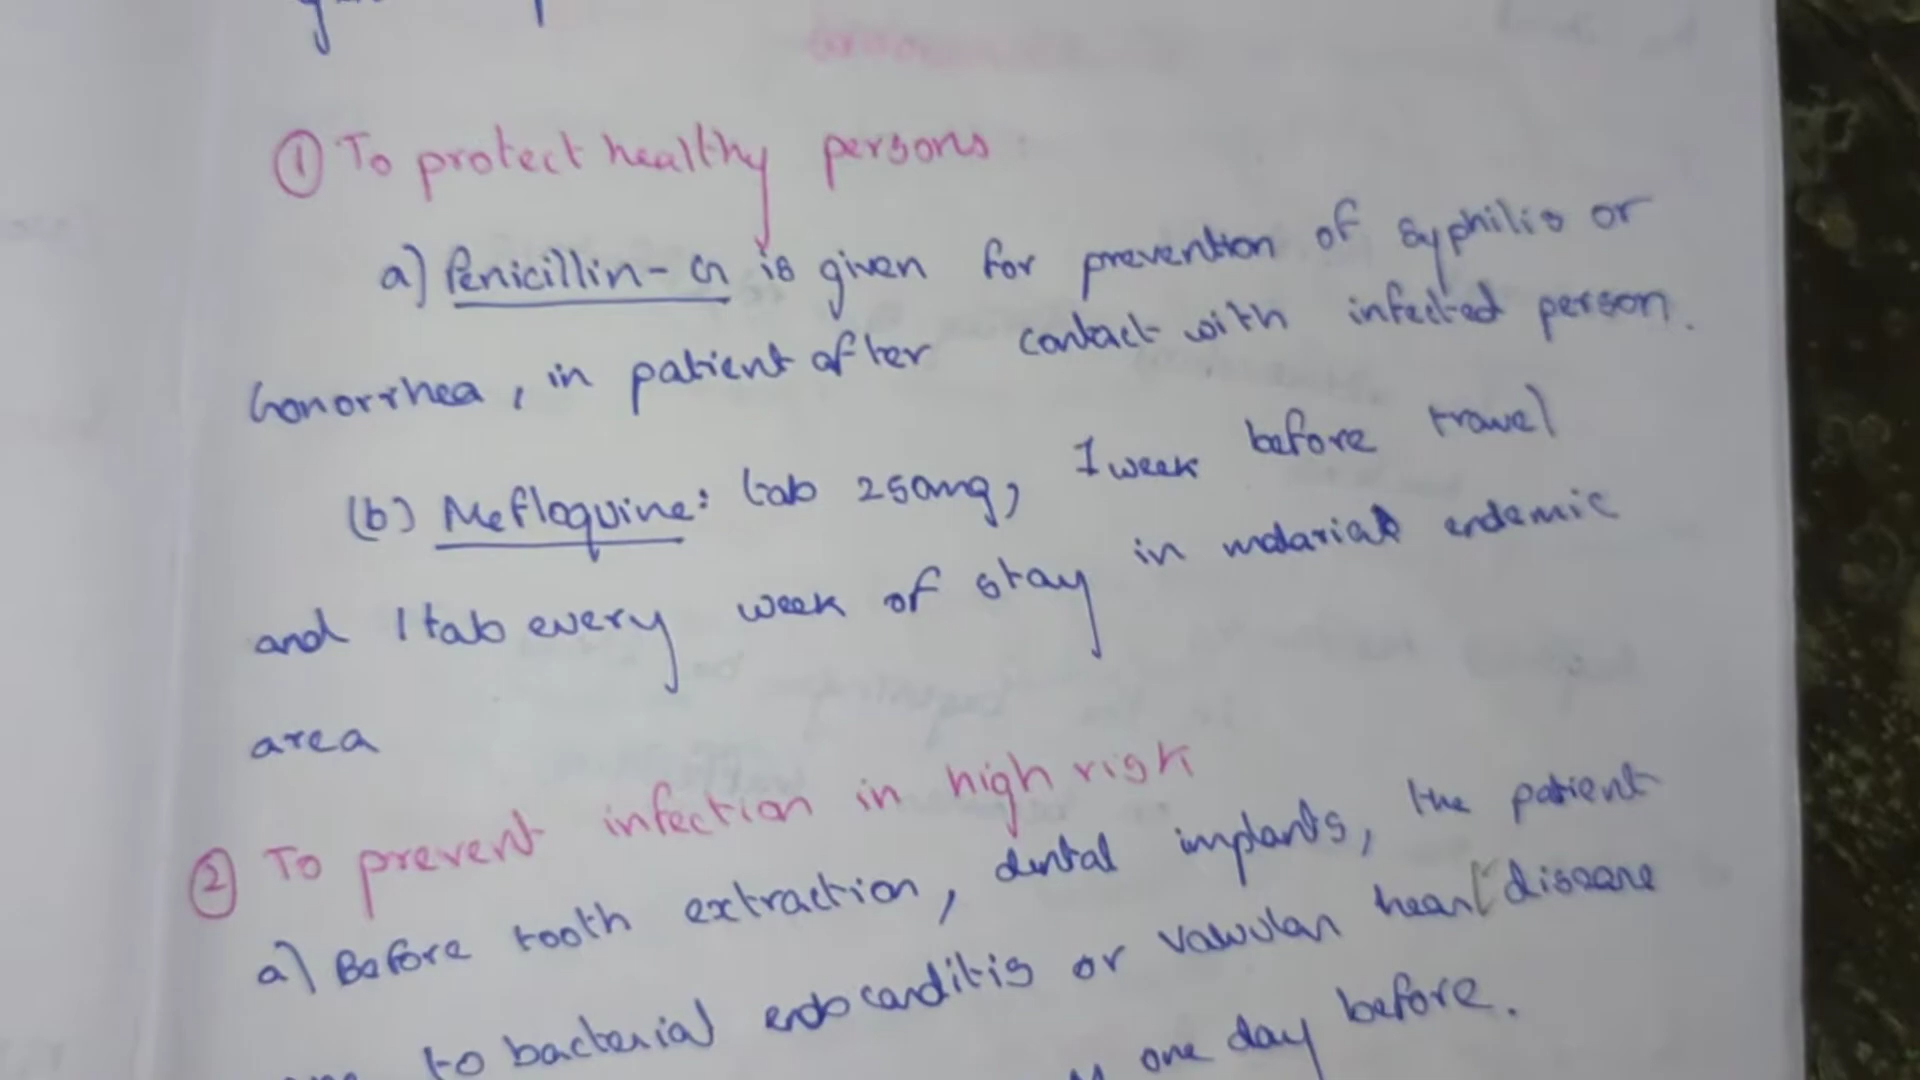 ① To protect healthy persons
a) Penicillin-G is given for prevention of syphilis or
Gonorrhea, in patient after contact with infected person.
(b) Mefloquine: tab 250mg, 1 week before travel
and 1 tab every week of stay in malarial endemic
area
② To prevent infection in high risk
a) Before tooth extraction, dental implants, the patient
to bacterial endocarditis or valvular heart disease
one day before.